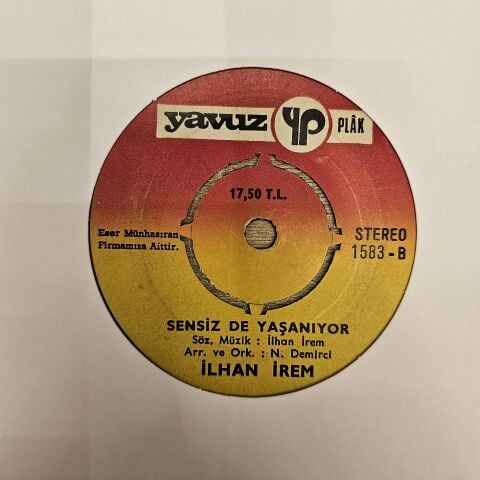 yavuz yp PLÂK
17,50 T.L.
Eser Münhasıran
Firmamıza Aittir.
STEREO
1583-B
SENSİZ DE YAŞANIYOR
Söz, Müzik : İlhan İrem
Arr. ve Ork. : N. Demirci
İLHAN İREM